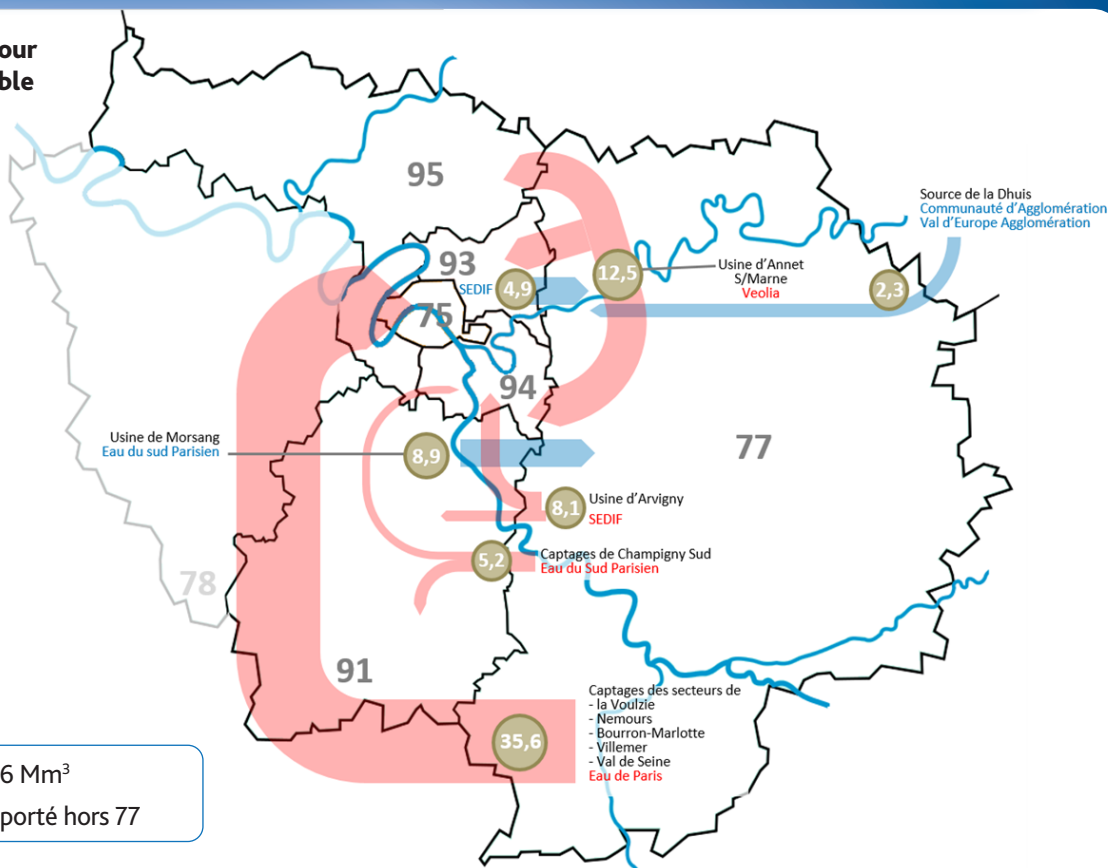 our
ble
95
Source de la Dhuis
Communauté d'Agglomération
Val d'Europe Agglomération
93
SEDIF
4,9
12,5
Usine d'Annet
S/Marne
Veolia
2,3
75
94
77
Usine de Morsang
Eau du sud Parisien
8,9
8,1
Usine d'Arvigny
SEDIF
5,2
Captages de Champigny Sud
Eau du Sud Parisien
78
91
35,6
Captages des secteurs de
- la Voulzie
- Nemours
- Bourron-Marlotte
- Villemer
- Val de Seine
Eau de Paris
6 Mm³
porté hors 77